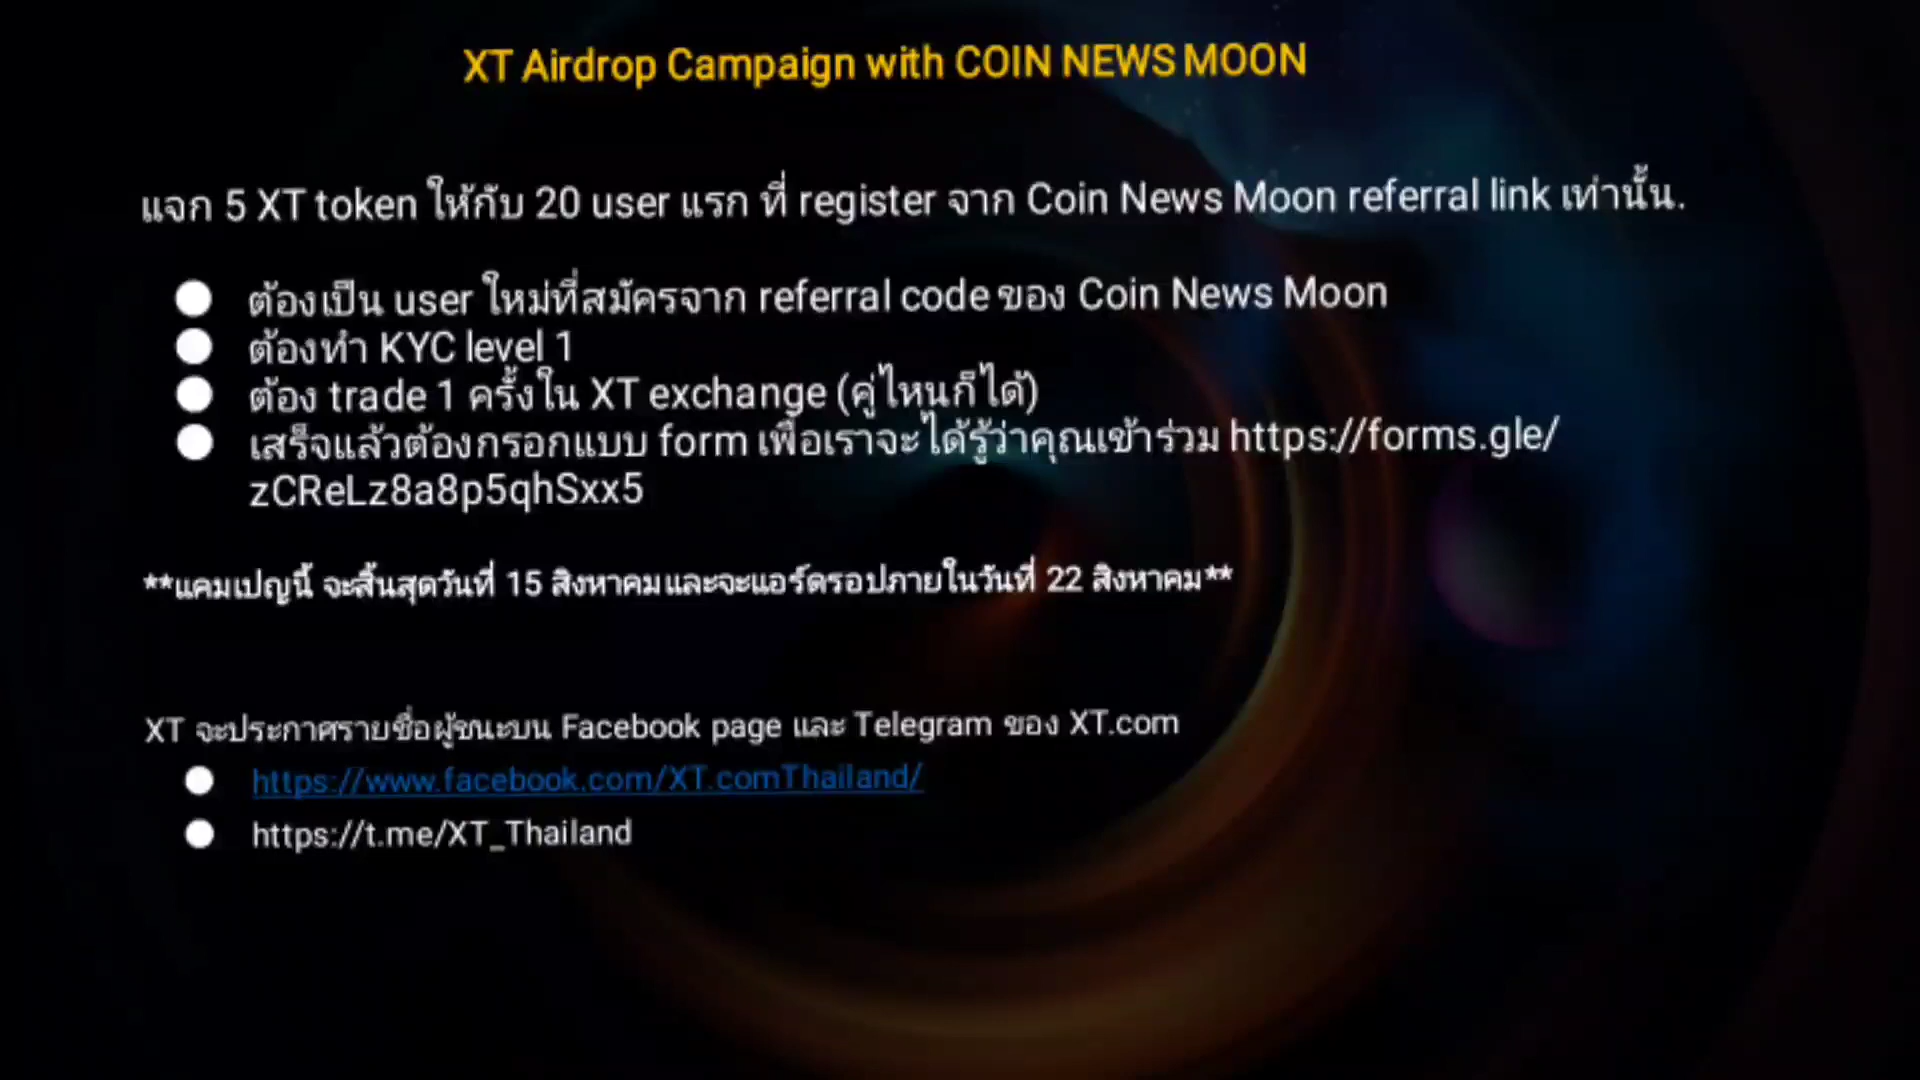 XT Airdrop Campaign with COIN NEWS MOON
แจก 5 XT token ให้กับ 20 user แรก ที่ register จาก Coin News Moon referral link เท่านั้น.
ต้องเป็น user ใหม่ที่สมัครจาก referral code ของ Coin News Moon
ต้องทำ KYC level 1
ต้อง trade 1 ครั้งใน XT exchange (คู่ไหนก็ได้)
เสร็จแล้วต้องกรอกแบบ form เพื่อเราจะได้รู้ว่าคุณเข้าร่วม https://forms.gle/
zCReLz8a8p5qhSxx5
**แคมเปญนี้ จะสิ้นสุดวันที่ 15 สิงหาคมและจะแอร์ดรอปภายในวันที่ 22 สิงหาคม**
XT จะประกาศรายชื่อผู้ชนะบน Facebook page และ Telegram ของ XT.com
https://www.facebook.com/XT.comThailand/
https://t.me/XT_Thailand